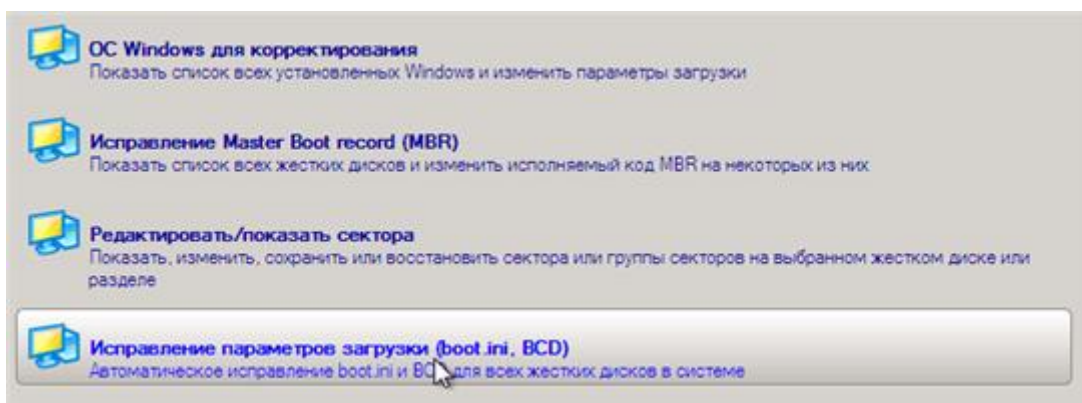 ОС Windows для корректирования
Показать список всех установленных Windows и изменить параметры загрузки
Исправление Master Boot record (MBR)
Показать список всех жестких дисков и изменить исполняемый код MBR на некоторых из них
Редактировать/показать сектора
Показать, изменить, сохранить или восстановить сектора или группы секторов на выбранном жестком диске или
разделе
Исправление параметров загрузки (boot.ini, BCD)
Автоматическое исправление boot.ini и BCD для всех жестких дисков в системе